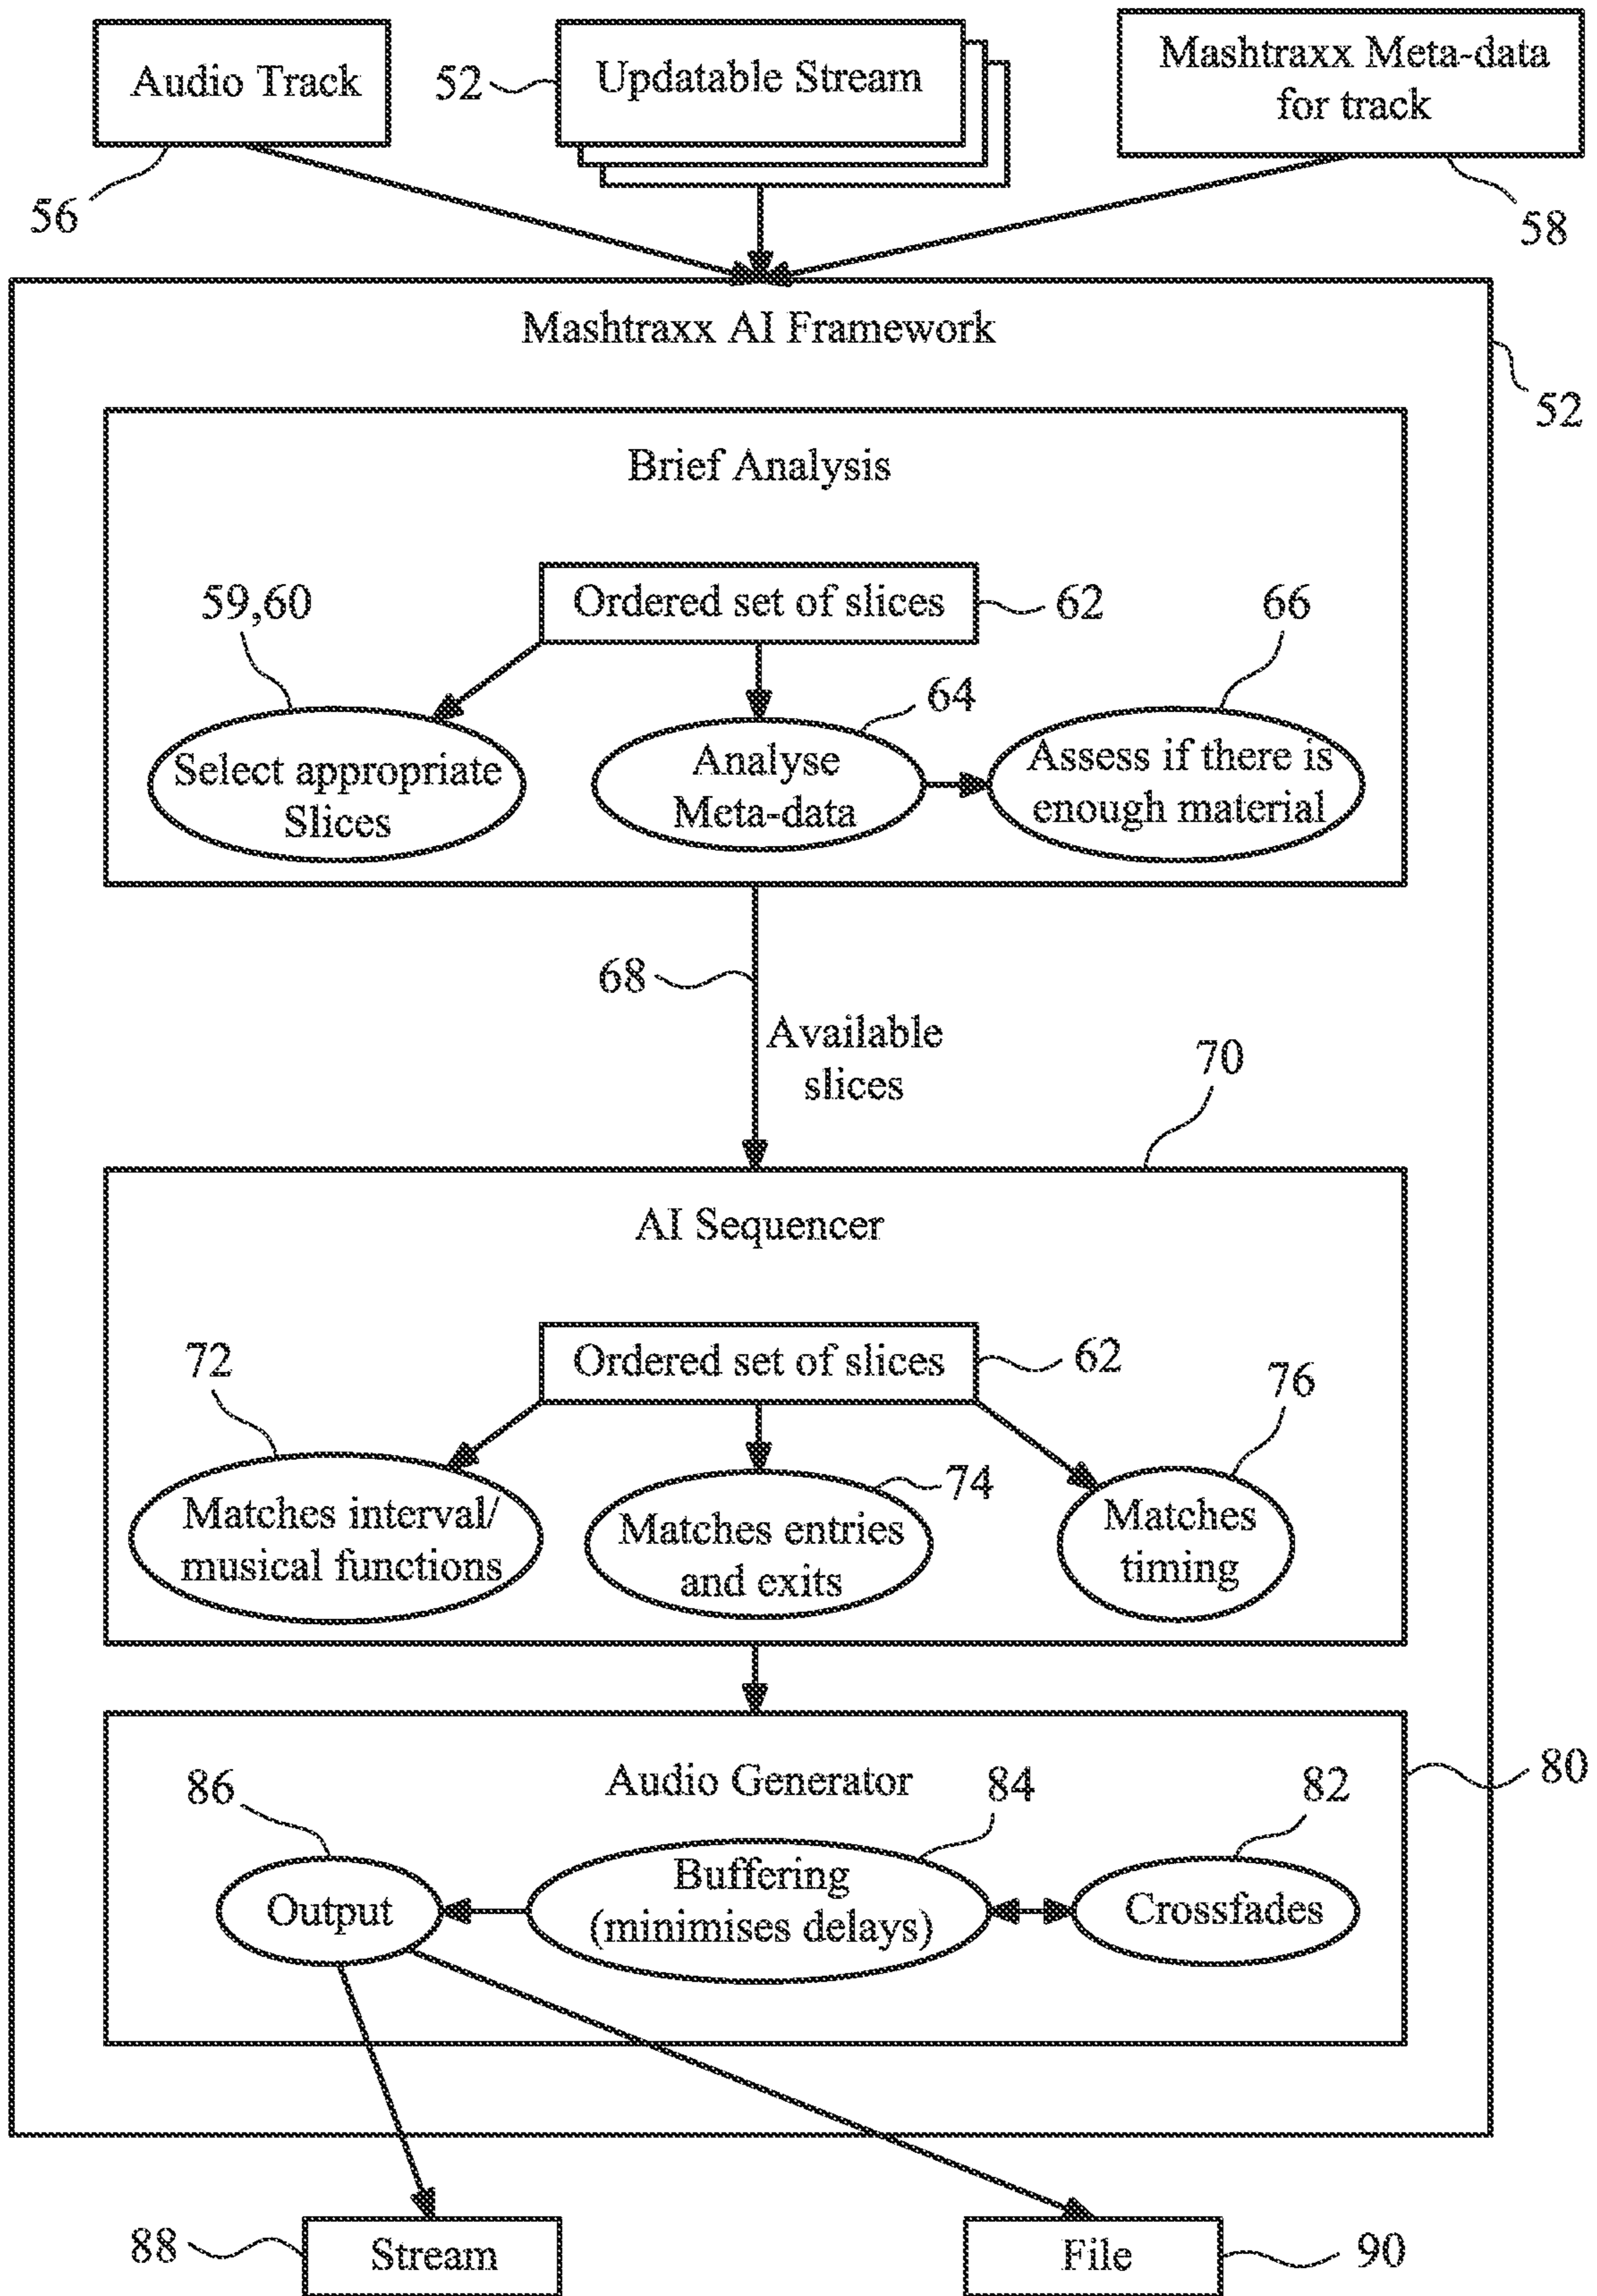 Audio Track
52
Updatable Stream
Mashtraxx Meta-data
for track
56
58
Mashtraxx AI Framework
52
Brief Analysis
59,60
Ordered set of slices
62
66
64
Select appropriate
Slices
Analyse
Meta-data
Assess if there is
enough material
68
Available
slices
70
AI Sequencer
72
Ordered set of slices
62
76
74
Matches interval/
musical functions
Matches entries
and exits
Matches
timing
86
Audio Generator
84
82
80
Output
Buffering
(minimises delays)
Crossfades
88
Stream
File
90